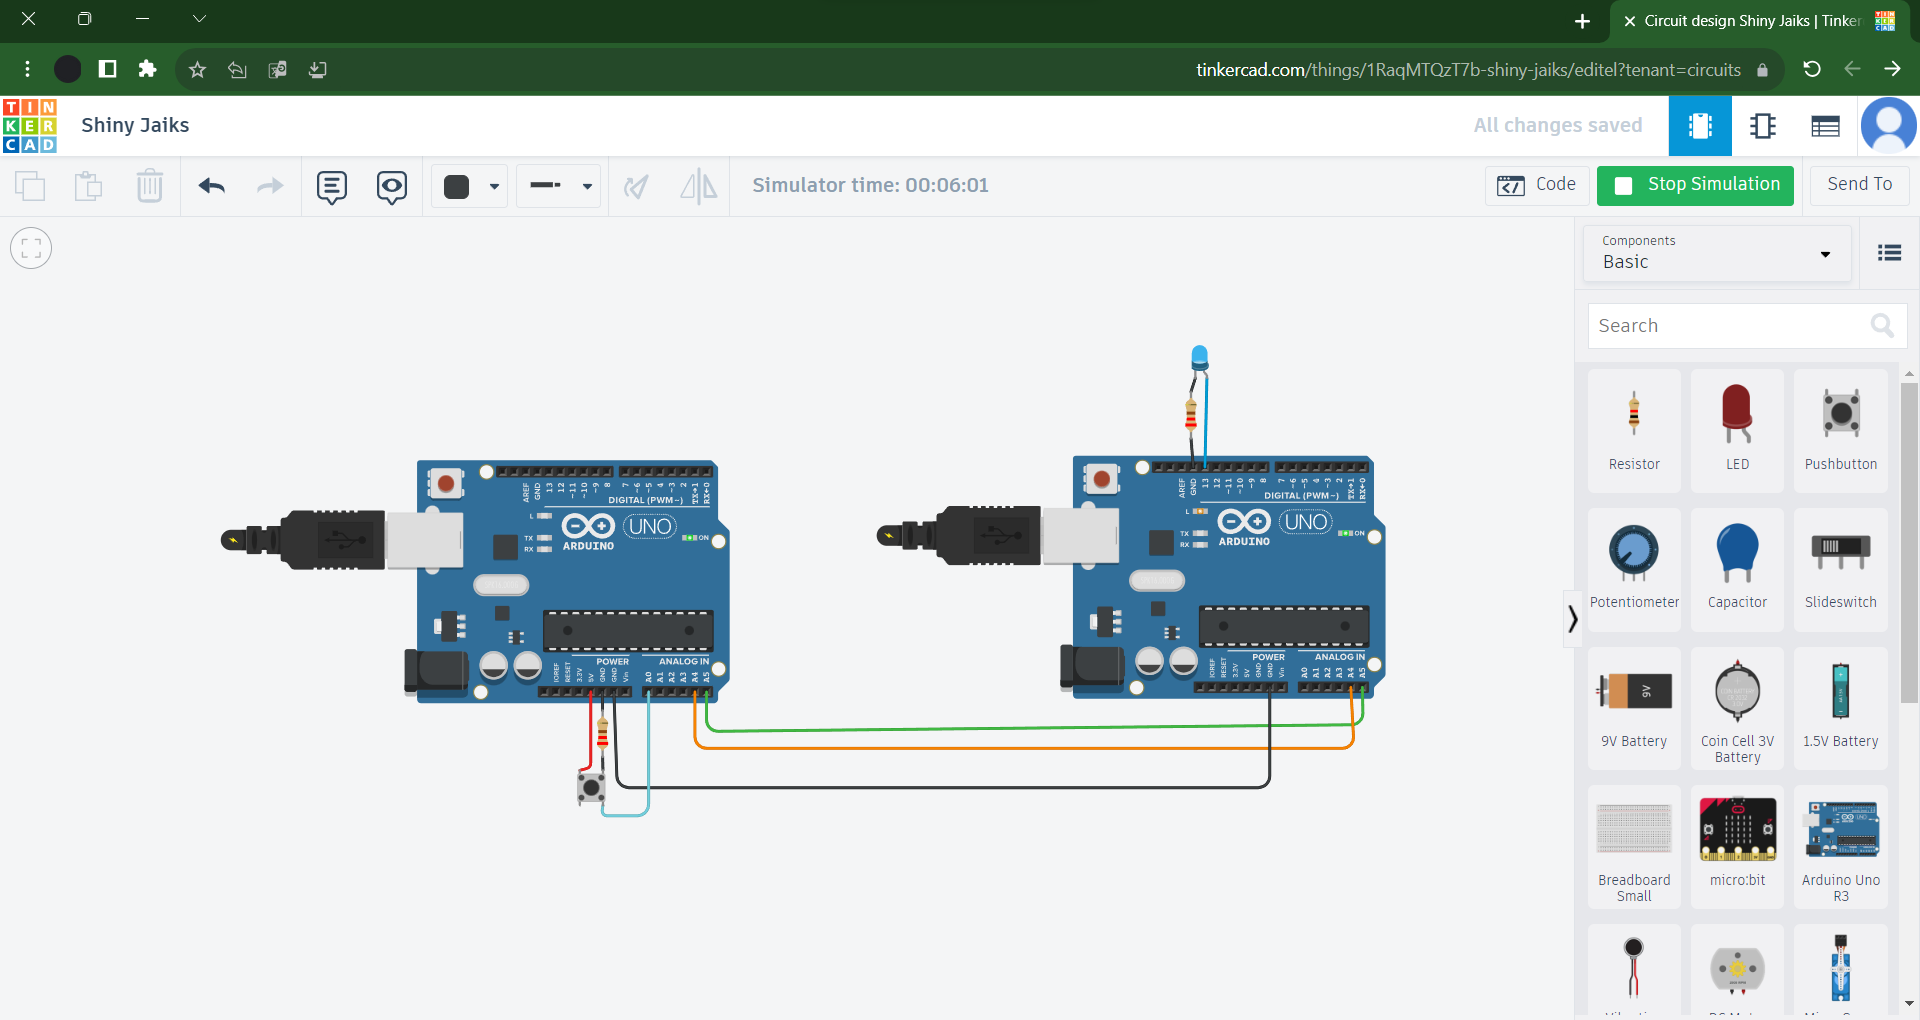 Circuit design Shiny Jaiks | Tinker
tinkercad.com/things/1RaqMTQzT7b-shiny-jaiks/editel?tenant=circuits
TIN
KER
CAD
Shiny Jaiks
All changes saved
Simulator time: 00:06:01
Code
Stop Simulation
Send To
Components
Basic
Search
Resistor
LED
Pushbutton
Potentiometer
Capacitor
Slideswitch
9V
9V Battery
Coin Cell 3V
Battery
1.5V Battery
Breadboard
Small
micro:bit
Arduino Uno
R3
AREF
GND
13
12
~11
~10
~9
8
7
~6
~5
4
~3
2
TX→1
RX←0
DIGITAL (PWM~)
L
TX
RX
UNO
ARDUINO
ON
POWER
ANALOG IN
IOREF
RESET
3.3V
5V
GND
GND
Vin
A0
A1
A2
A3
A4
A5
AREF
GND
13
12
~11
~10
~9
8
7
~6
~5
4
~3
2
TX→1
RX←0
DIGITAL (PWM~)
L
TX
RX
UNO
ARDUINO
ON
POWER
ANALOG IN
IOREF
RESET
3.3V
5V
GND
GND
Vin
A0
A1
A2
A3
A4
A5